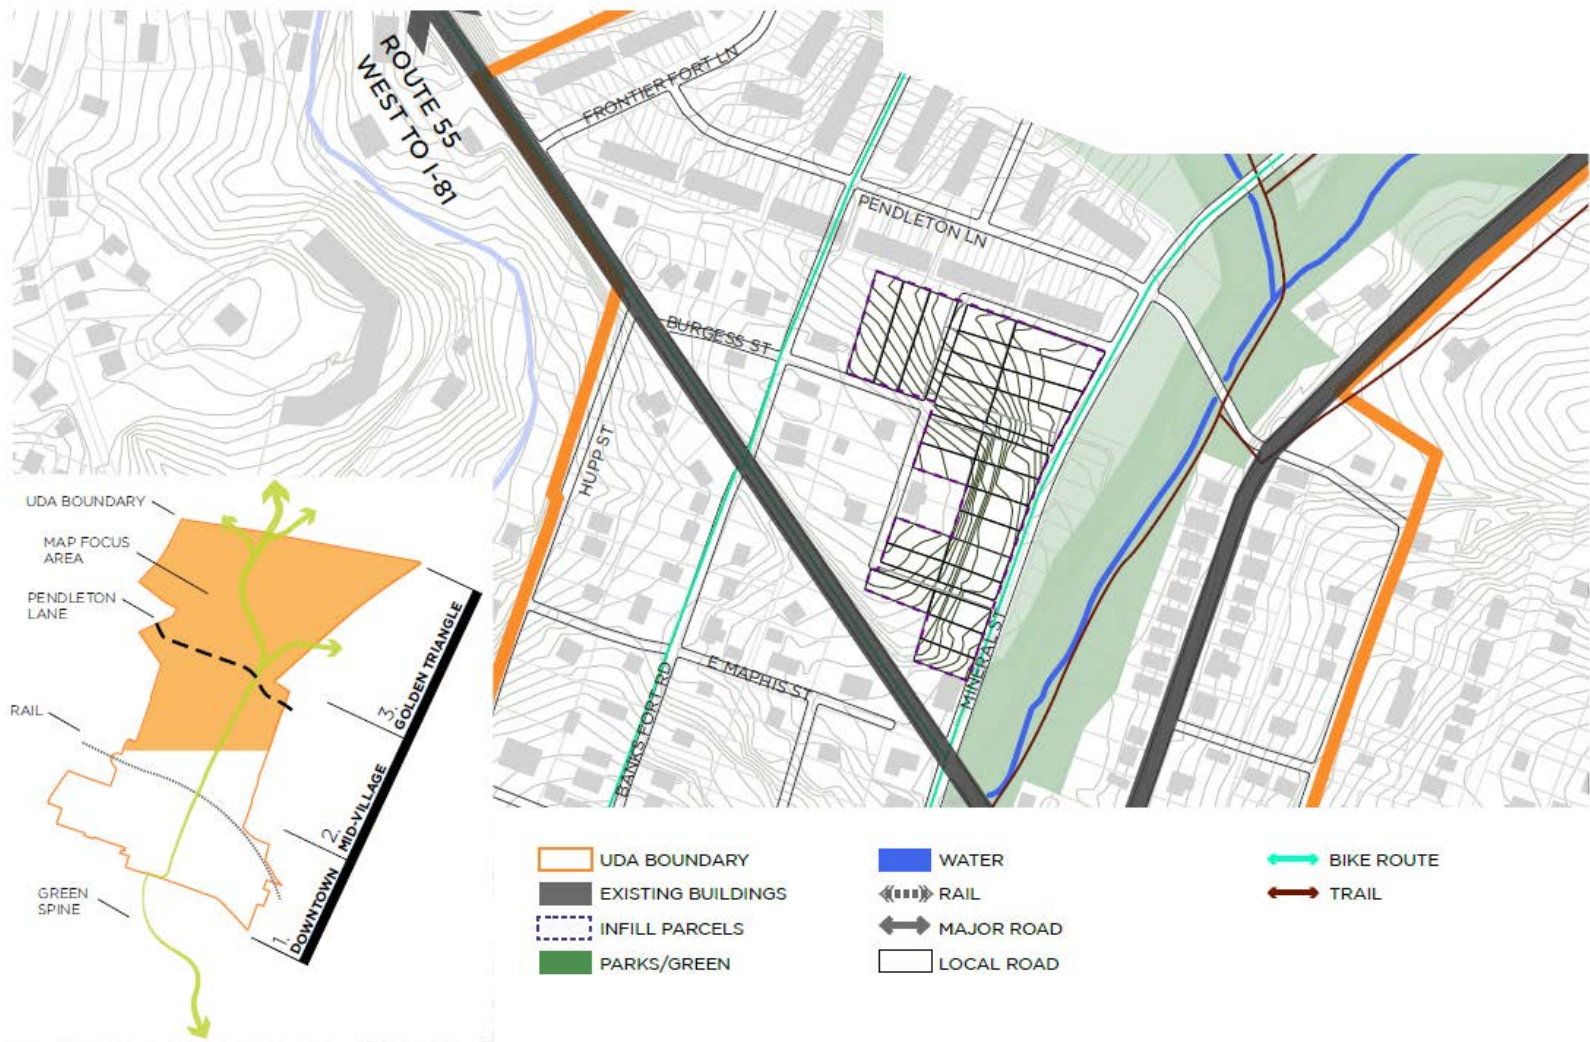 ROUTE 55
WEST TO I-81
FRONTIER FORT LN
PENDLETON LN
BURGESS ST
HUPP ST
E MAPHIS ST
BANKS FORT RD
MINERAL ST
UDA BOUNDARY
MAP FOCUS
AREA
PENDLETON
LANE
RAIL
GREEN
SPINE
3.
GOLDEN TRIANGLE
2.
MID-VILLAGE
1.
DOWNTOWN
UDA BOUNDARY
EXISTING BUILDINGS
INFILL PARCELS
PARKS/GREEN
WATER
RAIL
MAJOR ROAD
LOCAL ROAD
BIKE ROUTE
TRAIL